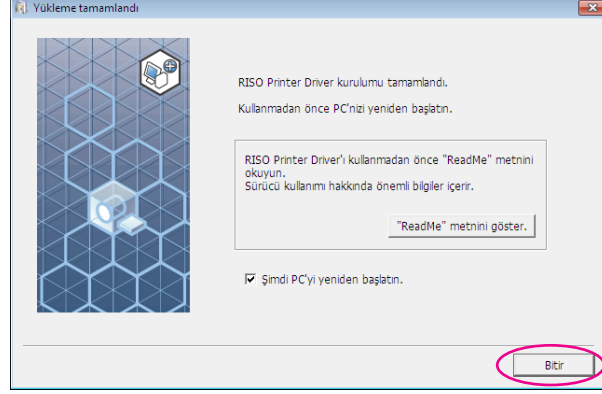 Yükleme tamamlandı
RISO Printer Driver kurulumu tamamlandı.
Kullanmadan önce PC'nizi yeniden başlatın.
RISO Printer Driver'ı kullanmadan önce "ReadMe" metnini
okuyun.
Sürücü kullanımı hakkında önemli bilgiler içerir.
"ReadMe" metnini göster.
Şimdi PC'yi yeniden başlatın.
Bitir